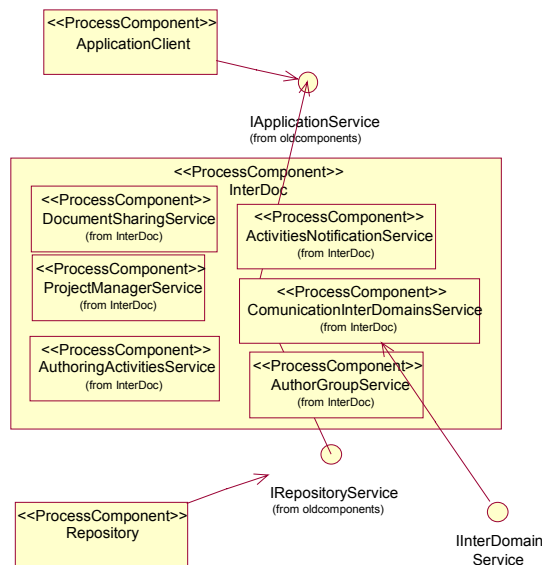 <<ProcessComponent>>
ApplicationClient
IApplicationService
(from oldcomponents)
<<ProcessComponent>>
InterDoc
<<ProcessComponent>>
DocumentSharingService
(from InterDoc)
<<ProcessComponent>>
ActivitiesNotificationService
(from InterDoc)
<<ProcessComponent>>
ProjectManagerService
(from InterDoc)
<<ProcessComponent>>
ComunicationInterDomainsService
(from InterDoc)
<<ProcessComponent>>
AuthoringActivitiesService
(from InterDoc)
<<ProcessComponent>>
AuthorGroupService
(from InterDoc)
IRepositoryService
(from oldcomponents)
<<ProcessComponent>>
Repository
IInterDomain
Service